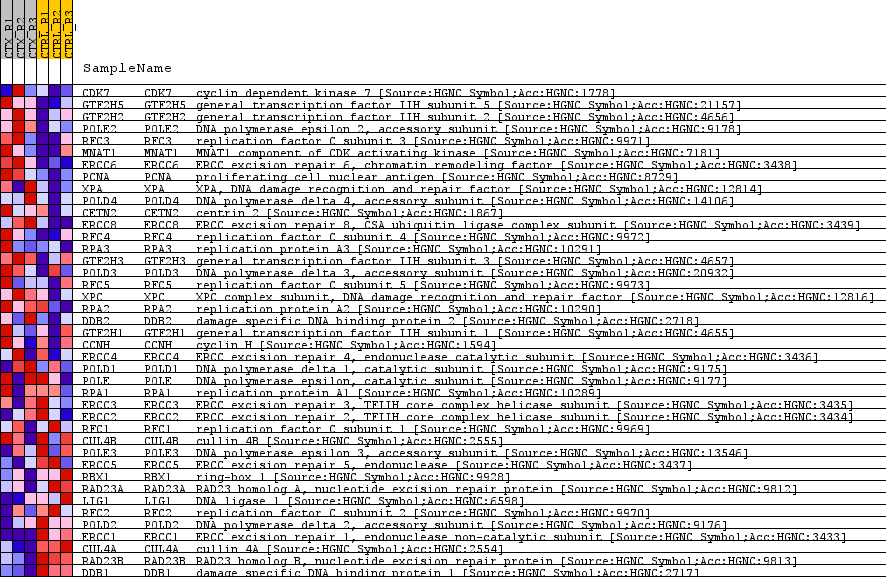 CTX_R1
CTX_R2
CTX_R3
CTRL_R1
CTRL_R2
CTRL_R3
SampleName
CDK7 CDK7 cyclin dependent kinase 7 [Source:HGNC Symbol;Acc:HGNC:1778]
GTF2H5 GTF2H5 general transcription factor IIH subunit 5 [Source:HGNC Symbol;Acc:HGNC:21157]
GTF2H2 GTF2H2 general transcription factor IIH subunit 2 [Source:HGNC Symbol;Acc:HGNC:4656]
POLE2 POLE2 DNA polymerase epsilon 2, accessory subunit [Source:HGNC Symbol;Acc:HGNC:9178]
RFC3 RFC3 replication factor C subunit 3 [Source:HGNC Symbol;Acc:HGNC:9971]
MNAT1 MNAT1 MNAT1 component of CDK activating kinase [Source:HGNC Symbol;Acc:HGNC:7181]
ERCC6 ERCC6 ERCC excision repair 6, chromatin remodeling factor [Source:HGNC Symbol;Acc:HGNC:3438]
PCNA PCNA proliferating cell nuclear antigen [Source:HGNC Symbol;Acc:HGNC:8729]
XPA XPA XPA, DNA damage recognition and repair factor [Source:HGNC Symbol;Acc:HGNC:12814]
POLD4 POLD4 DNA polymerase delta 4, accessory subunit [Source:HGNC Symbol;Acc:HGNC:14106]
CETN2 CETN2 centrin 2 [Source:HGNC Symbol;Acc:HGNC:1867]
ERCC8 ERCC8 ERCC excision repair 8, CSA ubiquitin ligase complex subunit [Source:HGNC Symbol;Acc:HGNC:3439]
RFC4 RFC4 replication factor C subunit 4 [Source:HGNC Symbol;Acc:HGNC:9972]
RPA3 RPA3 replication protein A3 [Source:HGNC Symbol;Acc:HGNC:10291]
GTF2H3 GTF2H3 general transcription factor IIH subunit 3 [Source:HGNC Symbol;Acc:HGNC:4657]
POLD3 POLD3 DNA polymerase delta 3, accessory subunit [Source:HGNC Symbol;Acc:HGNC:20932]
RFC5 RFC5 replication factor C subunit 5 [Source:HGNC Symbol;Acc:HGNC:9973]
XPC XPC XPC complex subunit, DNA damage recognition and repair factor [Source:HGNC Symbol;Acc:HGNC:12816]
RPA2 RPA2 replication protein A2 [Source:HGNC Symbol;Acc:HGNC:10290]
DDB2 DDB2 damage specific DNA binding protein 2 [Source:HGNC Symbol;Acc:HGNC:2718]
GTF2H1 GTF2H1 general transcription factor IIH subunit 1 [Source:HGNC Symbol;Acc:HGNC:4655]
CCNH CCNH cyclin H [Source:HGNC Symbol;Acc:HGNC:1594]
ERCC4 ERCC4 ERCC excision repair 4, endonuclease catalytic subunit [Source:HGNC Symbol;Acc:HGNC:3436]
POLD1 POLD1 DNA polymerase delta 1, catalytic subunit [Source:HGNC Symbol;Acc:HGNC:9175]
POLE POLE DNA polymerase epsilon, catalytic subunit [Source:HGNC Symbol;Acc:HGNC:9177]
RPA1 RPA1 replication protein A1 [Source:HGNC Symbol;Acc:HGNC:10289]
ERCC3 ERCC3 ERCC excision repair 3, TFIIH core complex helicase subunit [Source:HGNC Symbol;Acc:HGNC:3435]
ERCC2 ERCC2 ERCC excision repair 2, TFIIH core complex helicase subunit [Source:HGNC Symbol;Acc:HGNC:3434]
RFC1 RFC1 replication factor C subunit 1 [Source:HGNC Symbol;Acc:HGNC:9969]
CUL4B CUL4B cullin 4B [Source:HGNC Symbol;Acc:HGNC:2555]
POLE3 POLE3 DNA polymerase epsilon 3, accessory subunit [Source:HGNC Symbol;Acc:HGNC:13546]
ERCC5 ERCC5 ERCC excision repair 5, endonuclease [Source:HGNC Symbol;Acc:HGNC:3437]
RBX1 RBX1 ring-box 1 [Source:HGNC Symbol;Acc:HGNC:9928]
RAD23A RAD23A RAD23 homolog A, nucleotide excision repair protein [Source:HGNC Symbol;Acc:HGNC:9812]
LIG1 LIG1 DNA ligase 1 [Source:HGNC Symbol;Acc:HGNC:6598]
RFC2 RFC2 replication factor C subunit 2 [Source:HGNC Symbol;Acc:HGNC:9970]
POLD2 POLD2 DNA polymerase delta 2, accessory subunit [Source:HGNC Symbol;Acc:HGNC:9176]
ERCC1 ERCC1 ERCC excision repair 1, endonuclease non-catalytic subunit [Source:HGNC Symbol;Acc:HGNC:3433]
CUL4A CUL4A cullin 4A [Source:HGNC Symbol;Acc:HGNC:2554]
RAD23B RAD23B RAD23 homolog B, nucleotide excision repair protein [Source:HGNC Symbol;Acc:HGNC:9813]
DDB1 DDB1 damage specific DNA binding protein 1 [Source:HGNC Symbol;Acc:HGNC:2717]